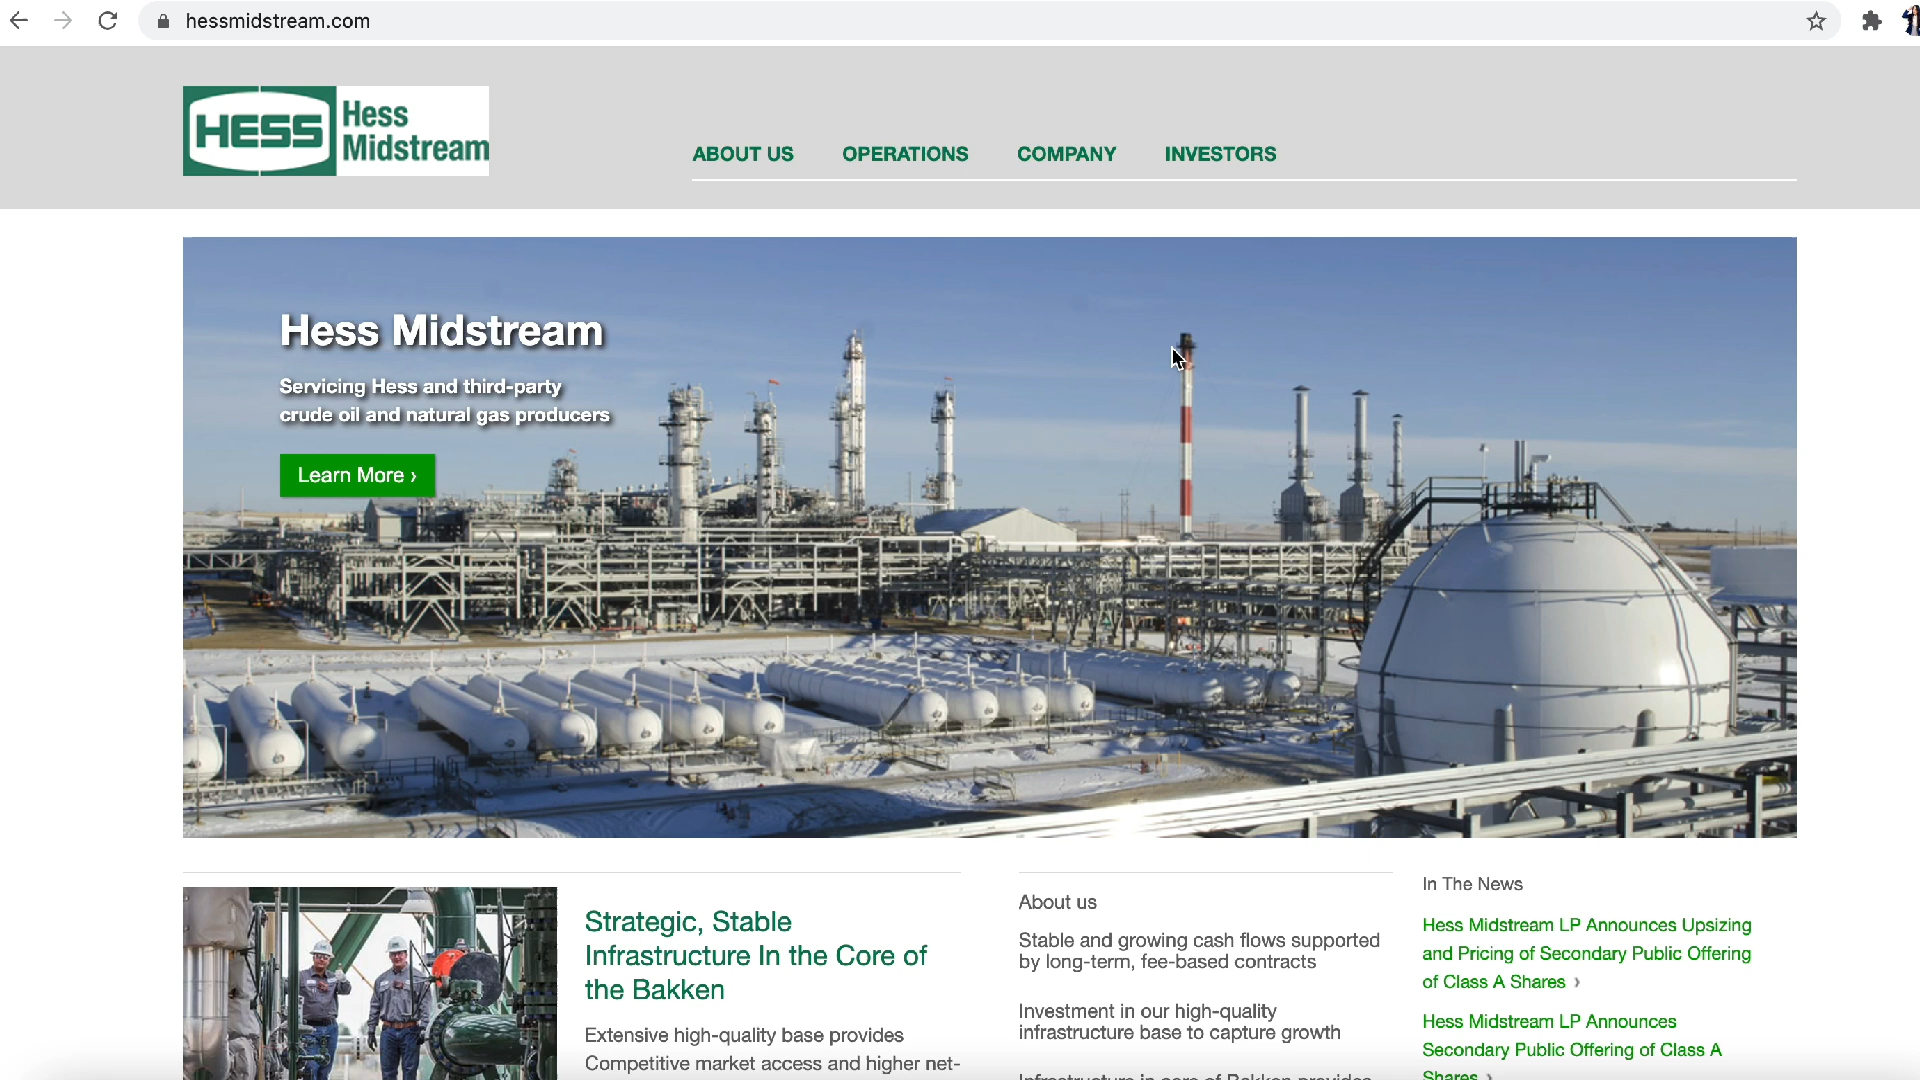 hessmidstream.com
HESS
Hess
Midstream
ABOUT US
OPERATIONS
COMPANY
INVESTORS
Hess Midstream
Servicing Hess and third-party
crude oil and natural gas producers
Learn More ›
Strategic, Stable
Infrastructure In the Core of
the Bakken
Extensive high-quality base provides
Competitive market access and higher net-
About us
Stable and growing cash flows supported
by long-term, fee-based contracts
Investment in our high-quality
infrastructure base to capture growth
Infrastructure in core of Bakken provides
In The News
Hess Midstream LP Announces Upsizing
and Pricing of Secondary Public Offering
of Class A Shares ›
Hess Midstream LP Announces
Secondary Public Offering of Class A
Shares ›